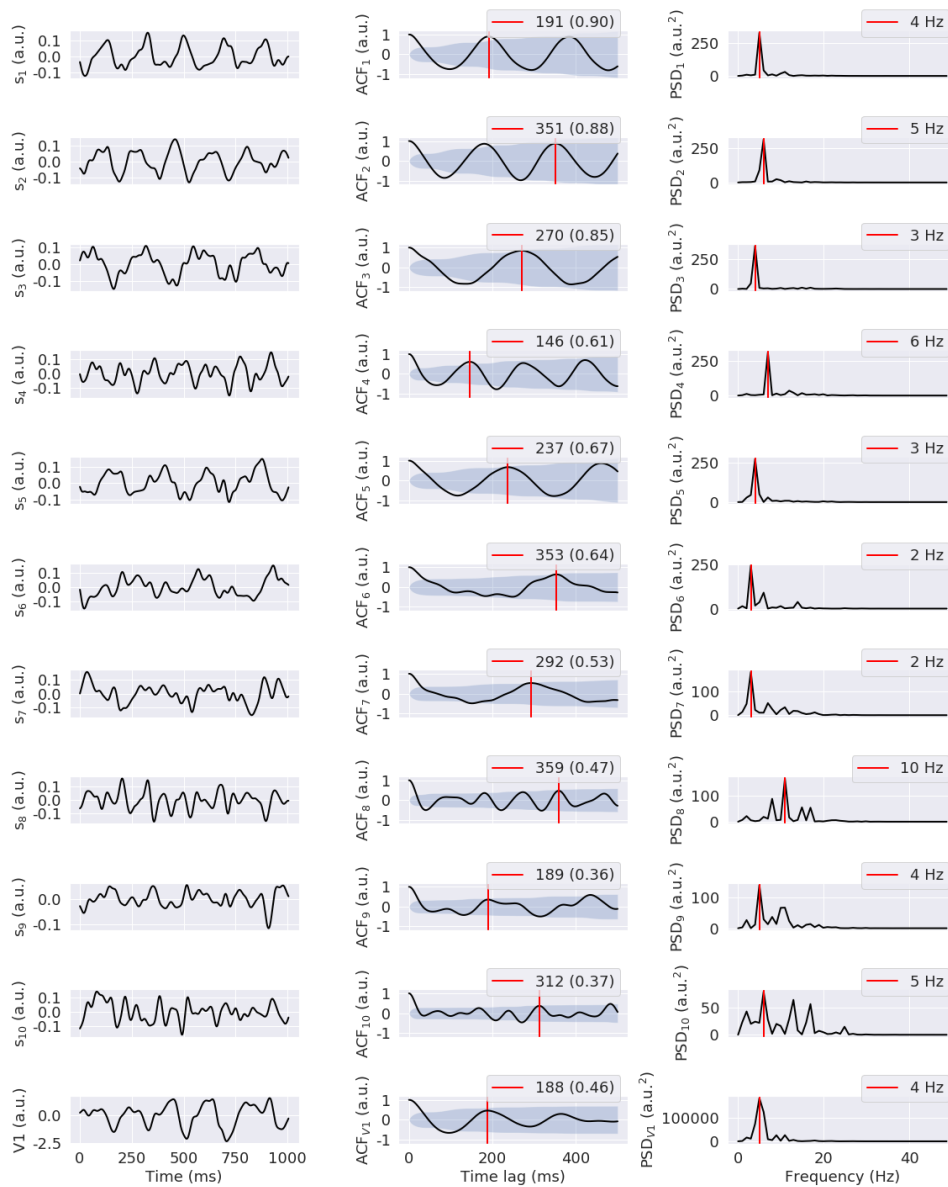 s1 (a.u.) 0.1 0.0 -0.1 ACF1 (a.u.) 1 0 -1 191 (0.90) PSD1 (a.u.2) 250 0 4 Hz
s2 (a.u.) 0.1 0.0 -0.1 ACF2 (a.u.) 1 0 -1 351 (0.88) PSD2 (a.u.2) 250 0 5 Hz
s3 (a.u.) 0.1 0.0 -0.1 ACF3 (a.u.) 1 0 -1 270 (0.85) PSD3 (a.u.2) 250 0 3 Hz
s4 (a.u.) 0.1 0.0 -0.1 ACF4 (a.u.) 1 0 -1 146 (0.61) PSD4 (a.u.2) 250 0 6 Hz
s5 (a.u.) 0.1 0.0 -0.1 ACF5 (a.u.) 1 0 -1 237 (0.67) PSD5 (a.u.2) 250 0 3 Hz
s6 (a.u.) 0.1 0.0 -0.1 ACF6 (a.u.) 1 0 -1 353 (0.64) PSD6 (a.u.2) 250 0 2 Hz
s7 (a.u.) 0.1 0.0 -0.1 ACF7 (a.u.) 1 0 -1 292 (0.53) PSD7 (a.u.2) 100 0 2 Hz
s8 (a.u.) 0.1 0.0 -0.1 ACF8 (a.u.) 1 0 -1 359 (0.47) PSD8 (a.u.2) 100 0 10 Hz
s9 (a.u.) 0.0 -0.1 ACF9 (a.u.) 1 0 -1 189 (0.36) PSD9 (a.u.2) 100 0 4 Hz
s10 (a.u.) 0.1 0.0 -0.1 ACF10 (a.u.) 1 0 -1 312 (0.37) PSD10 (a.u.2) 50 0 5 Hz
V1 (a.u.) 0.0 -2.5 ACFV1 (a.u.) 1 0 -1 188 (0.46) PSDV1 (a.u.2) 100000 0 4 Hz
0 250 500 750 1000 0 200 400 0 20 40
Time (ms) Time lag (ms) Frequency (Hz)